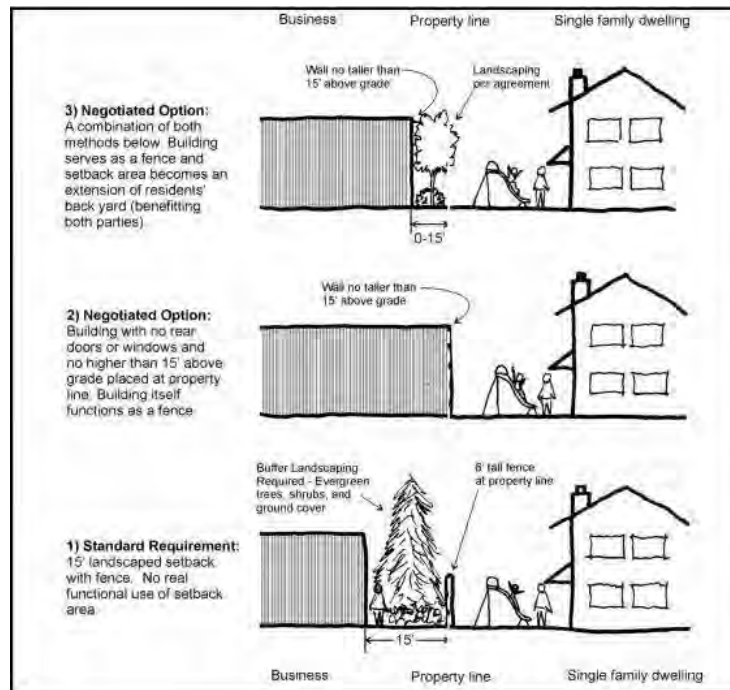 Business Property line Single family dwelling
Wall no taller than
15' above grade
Landscaping
per agreement
3) Negotiated Option:
A combination of both
methods below. Building
serves as a fence and
setback area becomes an
extension of residents'
back yard (benefitting
both parties)
0-15'
Wall no taller than
15' above grade
2) Negotiated Option:
Building with no rear
doors or windows and
no higher than 15' above
grade placed at property
line. Building itself
functions as a fence
Buffer Landscaping
Required - Evergreen
trees, shrubs, and
ground cover
6' tall fence
at property line
1) Standard Requirement:
15' landscaped setback
with fence. No real
functional use of setback
area
15'
Business Property line Single family dwelling